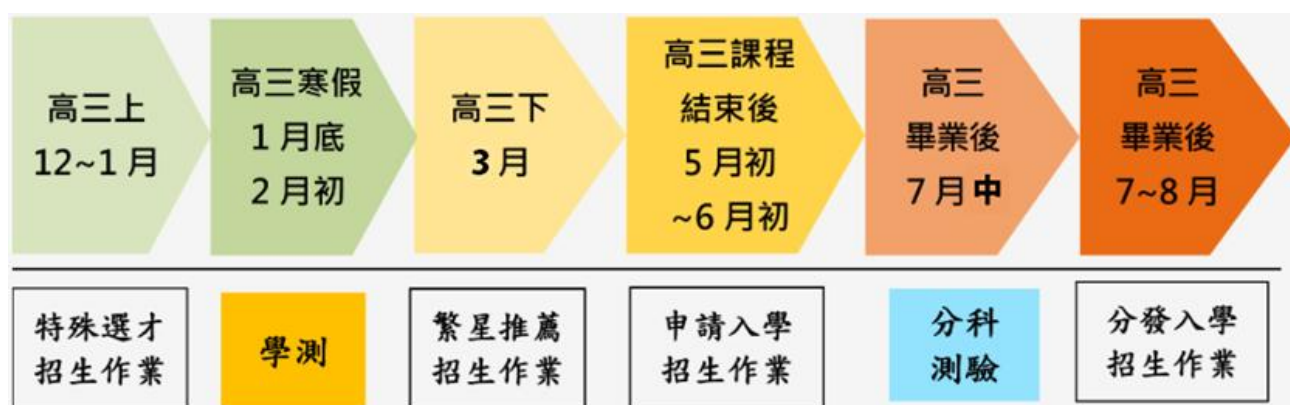 高三上
12~1月
高三寒假
1月底
2月初
高三下
3月
高三課程
結束後
5月初
~6月初
高三
畢業後
7月中
高三
畢業後
7~8月
特殊選才
招生作業
學測
繁星推薦
招生作業
申請入學
招生作業
分科
測驗
分發入學
招生作業